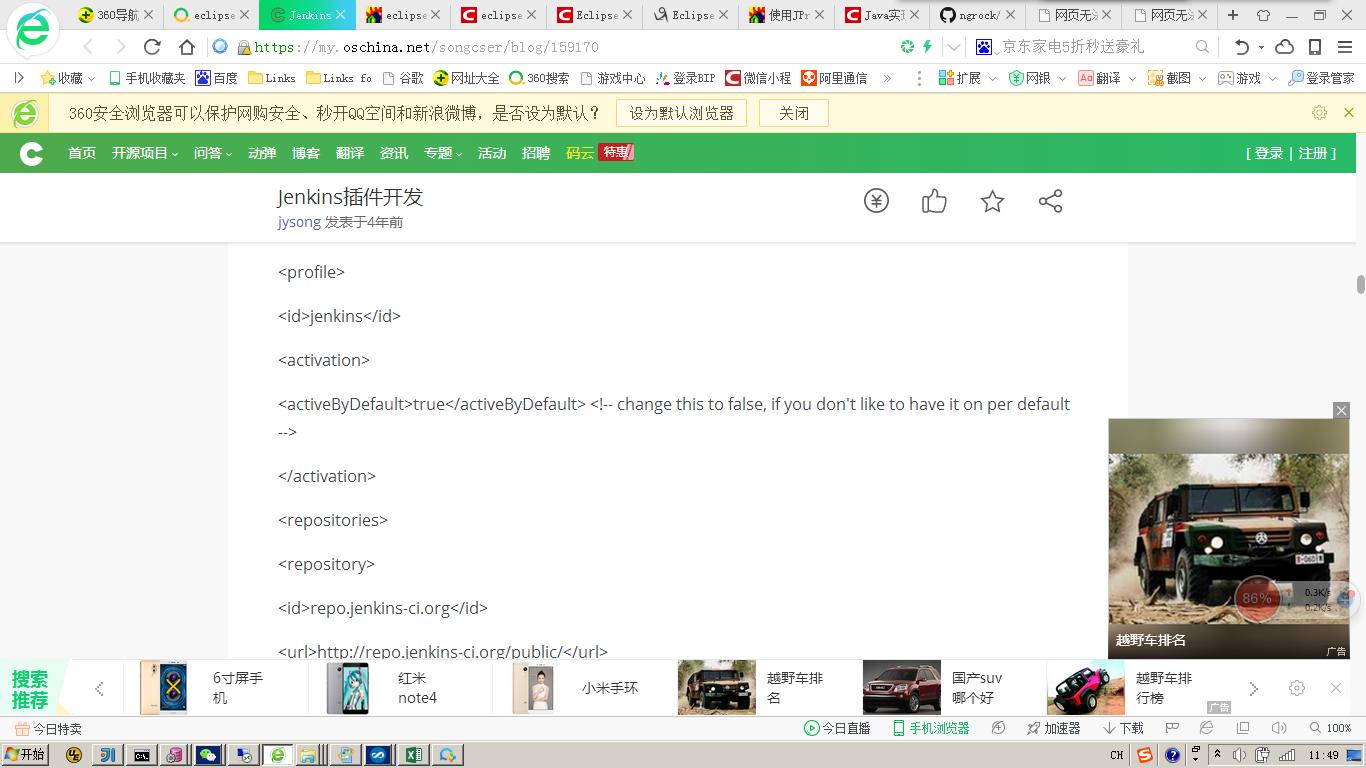 360导航
eclipse
Jenkins
eclipse
eclipse
Eclipse
Eclipse
使用JPr
Java实
ngrock/
网页无
网页无
https://my.oschina.net/songcser/blog/159170
京东家电5折秒送豪礼
收藏
手机收藏夹
百度
Links
Links fo
谷歌
网址大全
360搜索
游戏中心
登录BIP
微信小程
阿里通信
»
扩展
网银
Aa 翻译
截图
游戏
登录管家
360安全浏览器可以保护网购安全、秒开QQ空间和新浪微博，是否设为默认？
设为默认浏览器
关闭
首页
开源项目
问答
动弹
博客
翻译
资讯
专题
活动
招聘
码云
特惠
[ 登录 | 注册 ]
Jenkins插件开发
jysong 发表于4年前
<profile>
<id>jenkins</id>
<activation>
<activeByDefault>true</activeByDefault> <!-- change this to false, if you don't like to have it on per default
-->
</activation>
<repositories>
<repository>
<id>repo.jenkins-ci.org</id>
<url>http://repo.jenkins-ci.org/public/</url>
86%
0.3K/s
0.2K/s
越野车排名
广告
搜索
推荐
6寸屏手
机
红米
note4
小米手环
越野车排
名
国产suv
哪个好
越野车排
行榜
广告
今日特卖
今日直播
手机浏览器
加速器
下载
100%
开始
CH
11:49